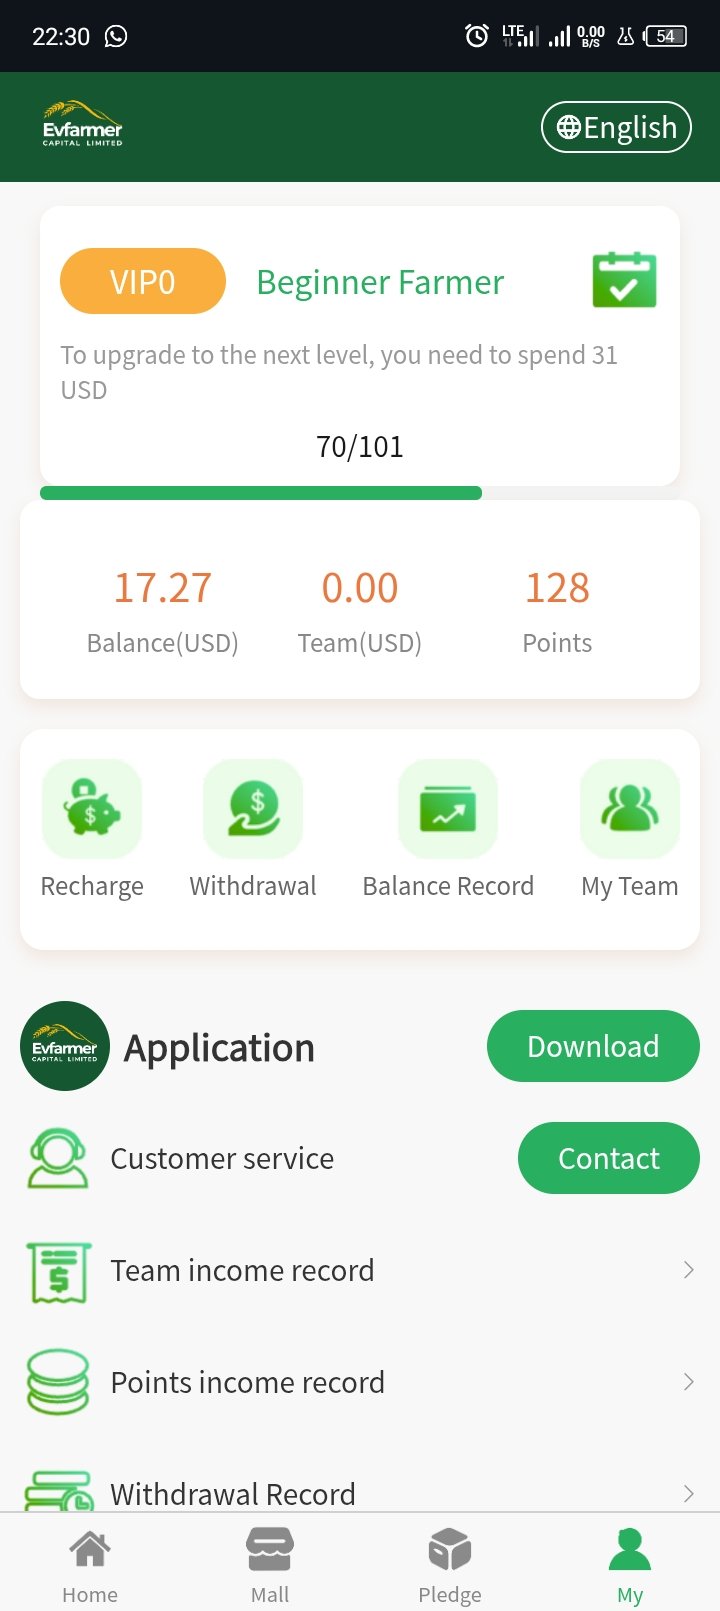 22:30
LTE
0.00
B/S
54
Evfarmer
CAPITAL LIMITED
English
VIP0
Beginner Farmer
To upgrade to the next level, you need to spend 31
USD
70/101
17.27
0.00
128
Balance(USD)
Team(USD)
Points
Recharge
Withdrawal
Balance Record
My Team
Evfarmer
CAPITAL LIMITED
Application
Download
Customer service
Contact
Team income record
Points income record
Withdrawal Record
Home
Mall
Pledge
My